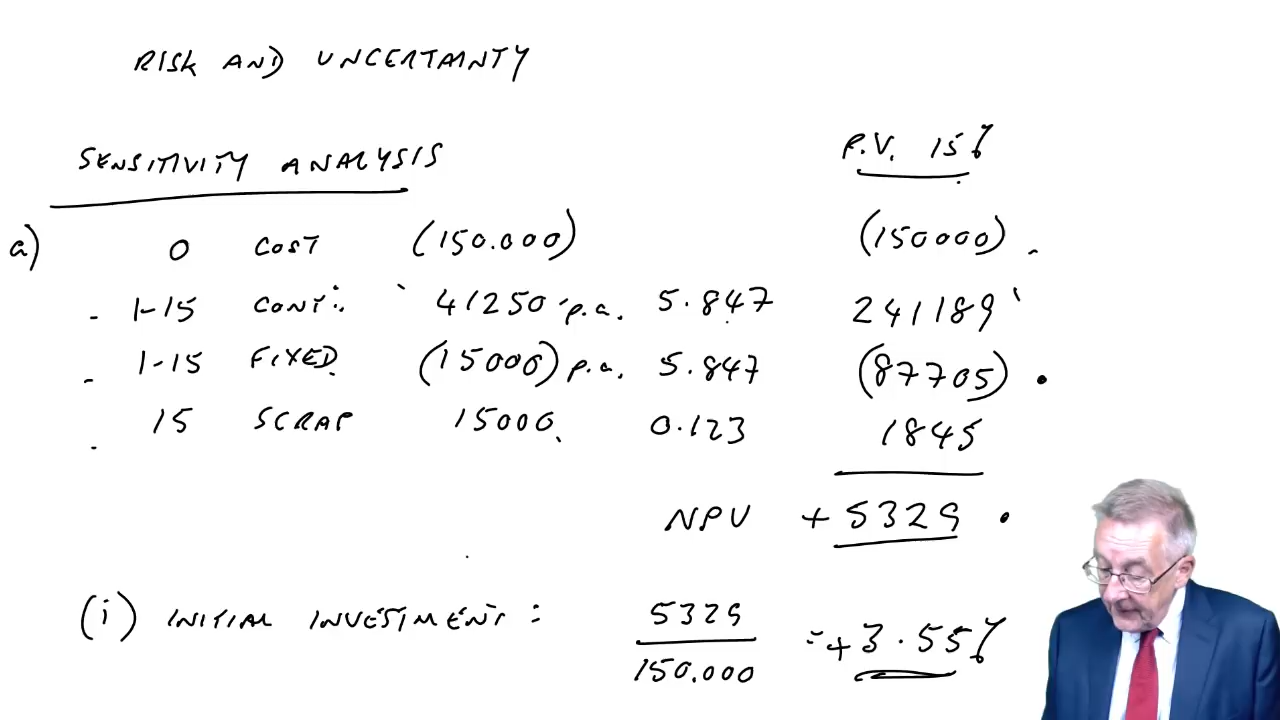 RISK AND UNCERTAINTY
SENSITIVITY ANALYSIS P.V. 15%
a) 0 COST (150.000) (150000)
1-15 CONT: 41250 p.a. 5.847 241189
1-15 FIXED (15000) p.a. 5.847 (87705)
15 SCRAP 15000 0.123 1845
NPV + 5329
(i) INITIAL INVESTMENT: 5329
150.000 = +3.55%